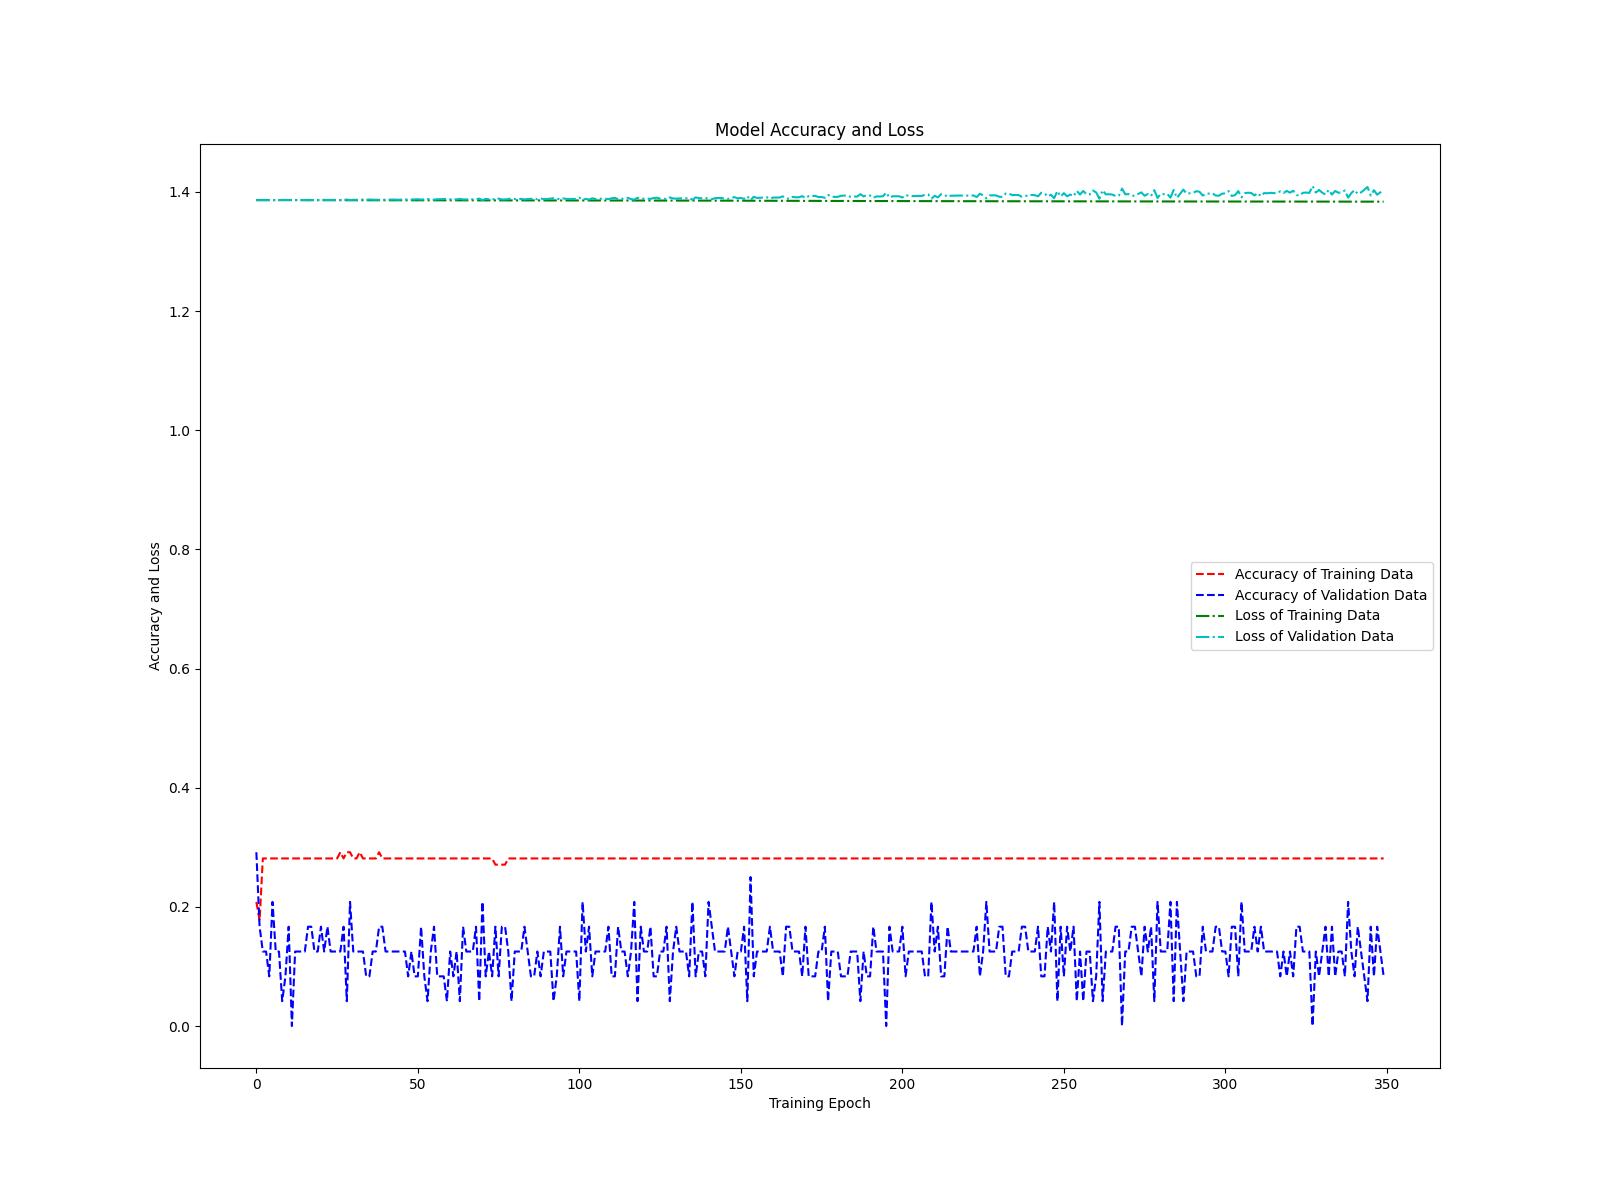 Model Accuracy and Loss
1.4
1.2
1.0
0.8
0.6
0.4
0.2
0.0
Accuracy and Loss
Accuracy of Training Data
Accuracy of Validation Data
Loss of Training Data
Loss of Validation Data
0 50 100 150 200 250 300 350
Training Epoch